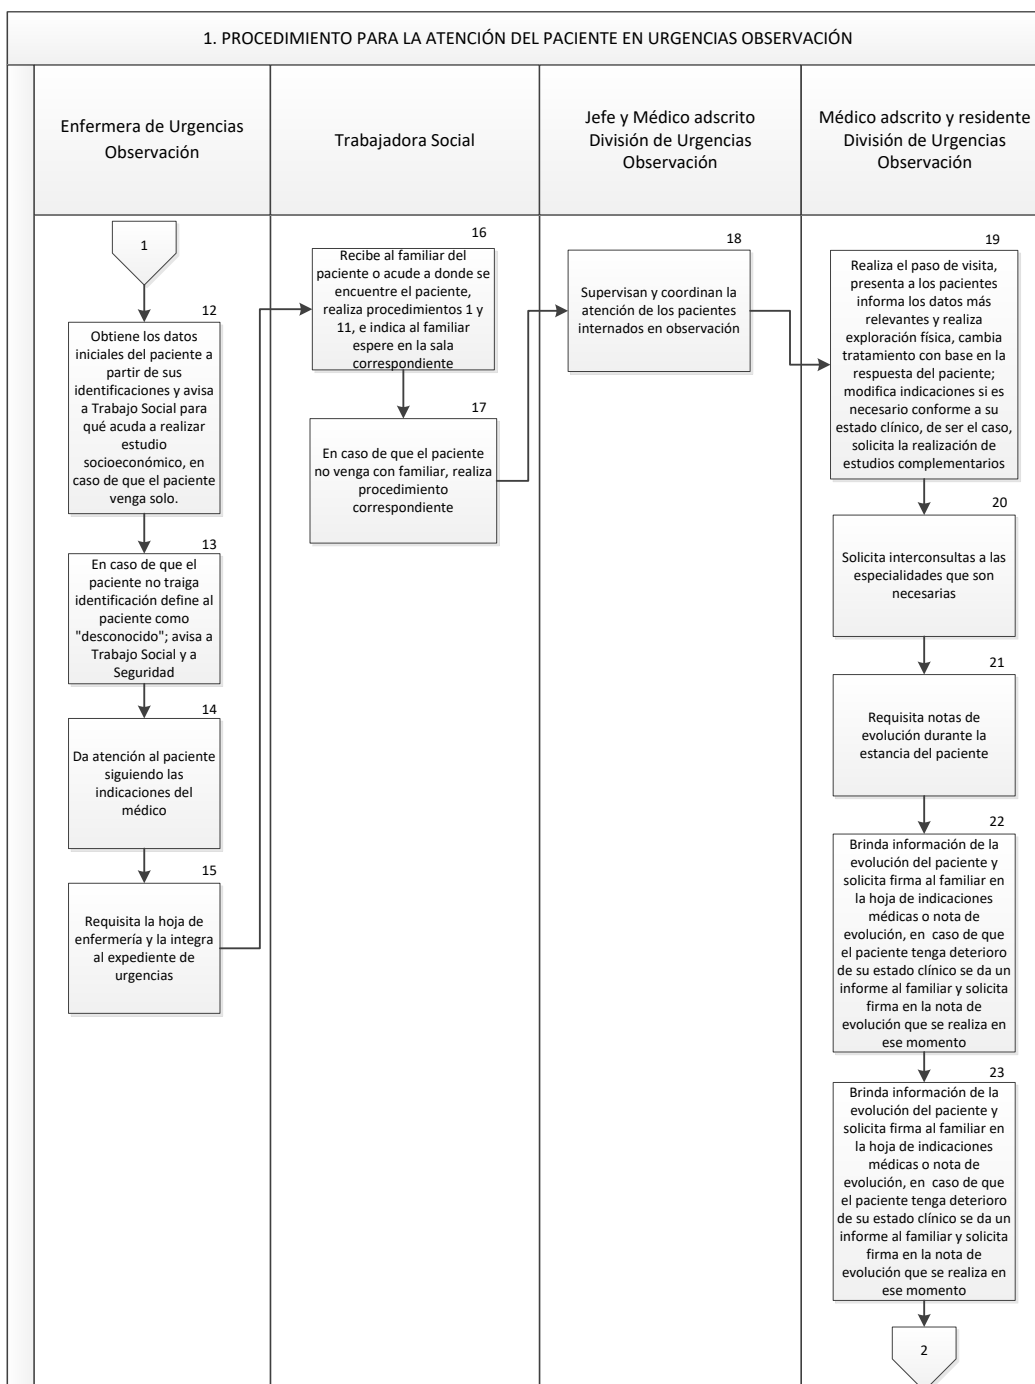 1. PROCEDIMIENTO PARA LA ATENCIÓN DEL PACIENTE EN URGENCIAS OBSERVACIÓN
Enfermera de Urgencias
Observación
Trabajadora Social
Jefe y Médico adscrito
División de Urgencias
Observación
Médico adscrito y residente
División de Urgencias
Observación
1
12
Obtiene los datos
iniciales del paciente a
partir de sus
identificaciones y avisa
a Trabajo Social para
qué acuda a realizar
estudio
socioeconómico, en
caso de que el paciente
venga solo.
13
En caso de que el
paciente no traiga
identificación define al
paciente como
"desconocido"; avisa a
Trabajo Social y a
Seguridad
14
Da atención al paciente
siguiendo las
indicaciones del
médico
15
Requisita la hoja de
enfermería y la integra
al expediente de
urgencias
16
Recibe al familiar del
paciente o acude a donde se
encuentre el paciente,
realiza procedimientos 1 y
11, e indica al familiar
espere en la sala
correspondiente
17
En caso de que el paciente
no venga con familiar, realiza
procedimiento
correspondiente
18
Supervisan y coordinan la
atención de los pacientes
internados en observación
19
Realiza el paso de visita,
presenta a los pacientes
informa los datos más
relevantes y realiza
exploración física, cambia
tratamiento con base en la
respuesta del paciente;
modifica indicaciones si es
necesario conforme a su
estado clínico, de ser el caso,
solicita la realización de
estudios complementarios
20
Solicita interconsultas a las
especialidades que son
necesarias
21
Requisita notas de
evolución durante la
estancia del paciente
22
Brinda información de la
evolución del paciente y
solicita firma al familiar en
la hoja de indicaciones
médicas o nota de
evolución, en  caso de que
el paciente tenga deterioro
de su estado clínico se da un
informe al familiar y solicita
firma en la nota de
evolución que se realiza en
ese momento
23
Brinda información de la
evolución del paciente y
solicita firma al familiar en
la hoja de indicaciones
médicas o nota de
evolución, en  caso de que
el paciente tenga deterioro
de su estado clínico se da un
informe al familiar y solicita
firma en la nota de
evolución que se realiza en
ese momento
2